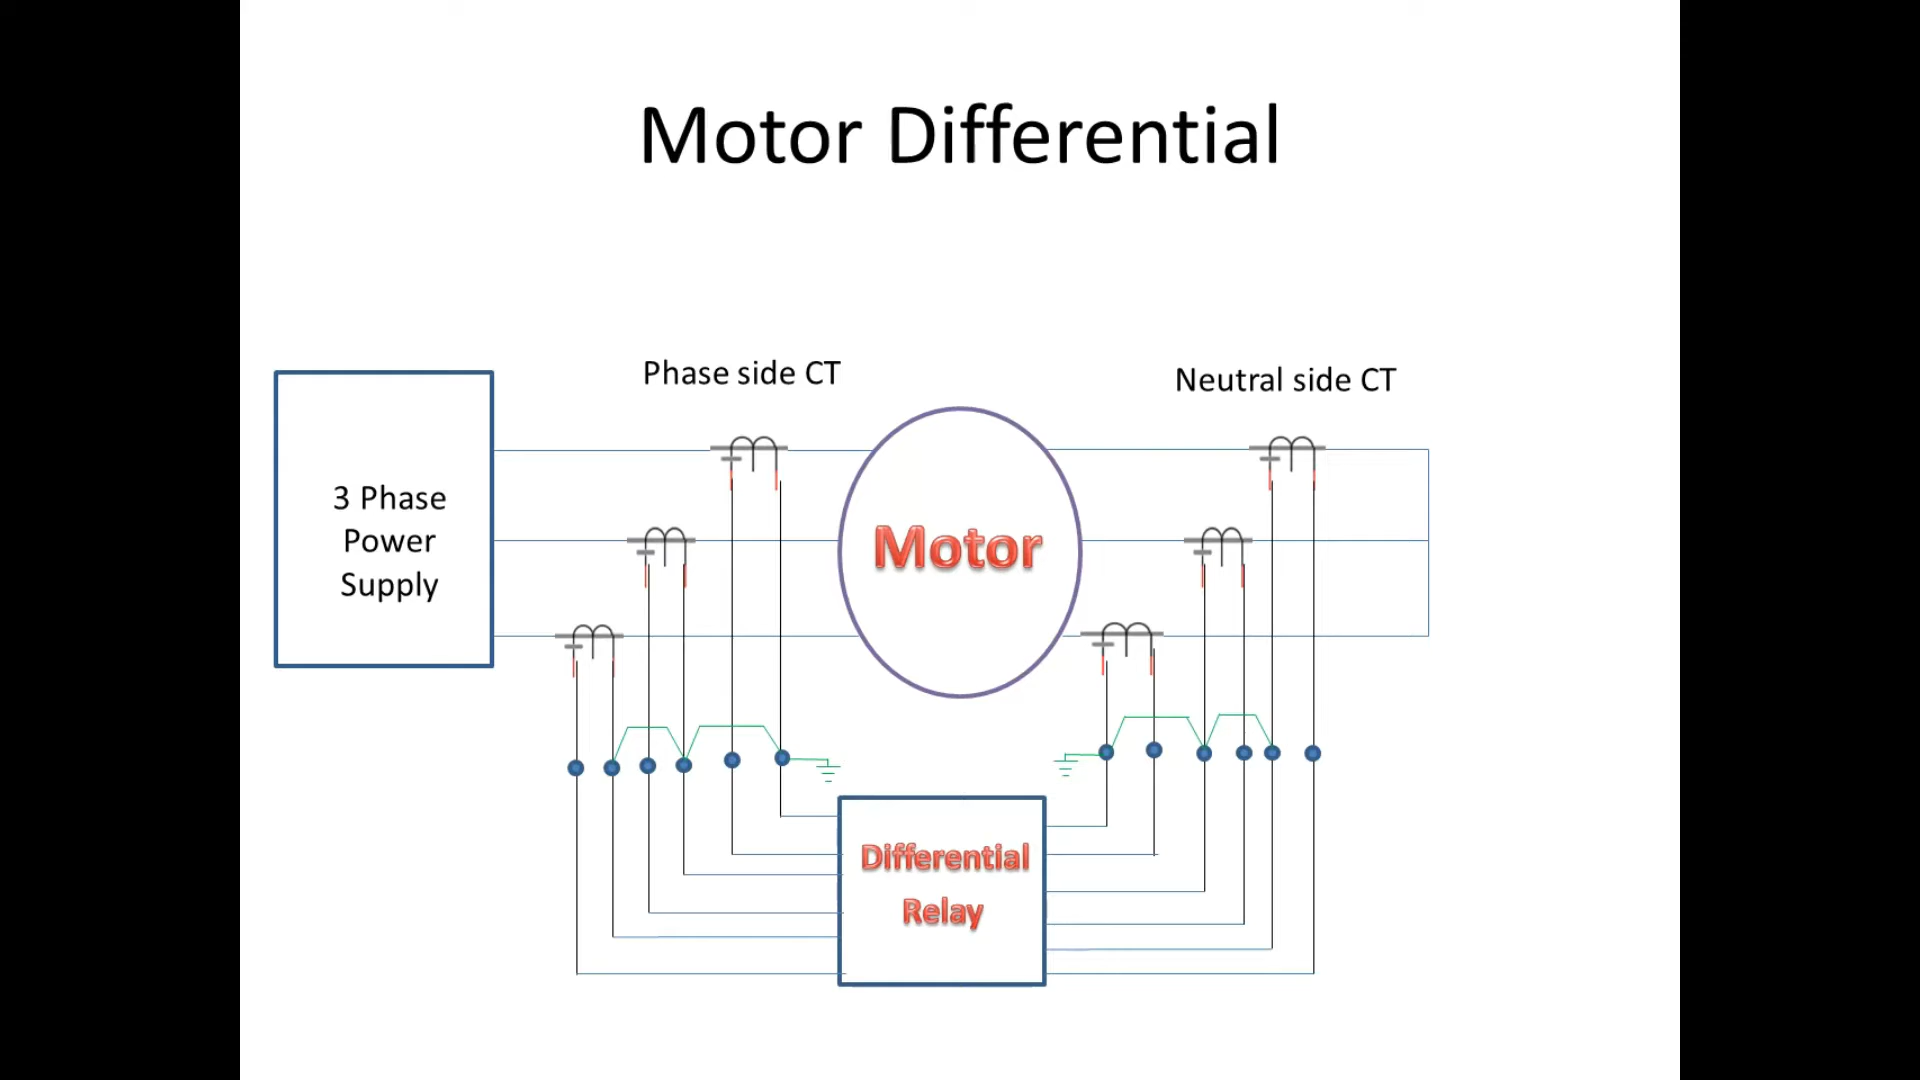 Motor Differential
Phase side CT
Neutral side CT
3 Phase
Power
Supply
Motor
Differential
Relay